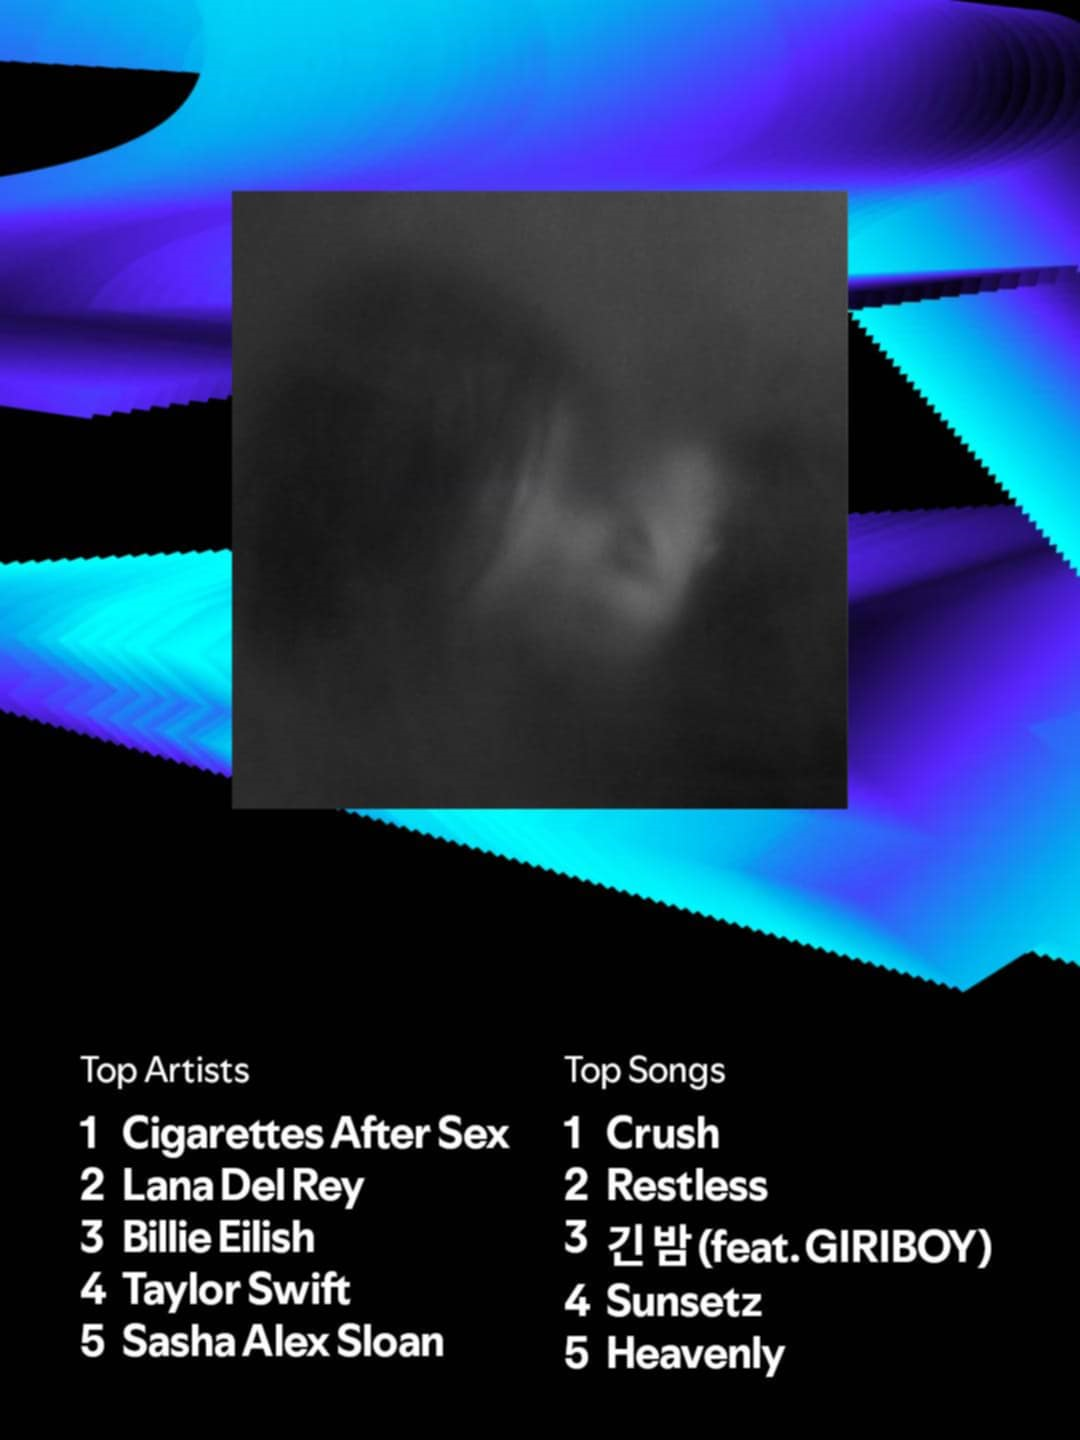 Top Artists
1 Cigarettes After Sex
2 Lana Del Rey
3 Billie Eilish
4 Taylor Swift
5 Sasha Alex Sloan
Top Songs
1 Crush
2 Restless
3 긴 밤 (feat. GIRIBOY)
4 Sunsetz
5 Heavenly